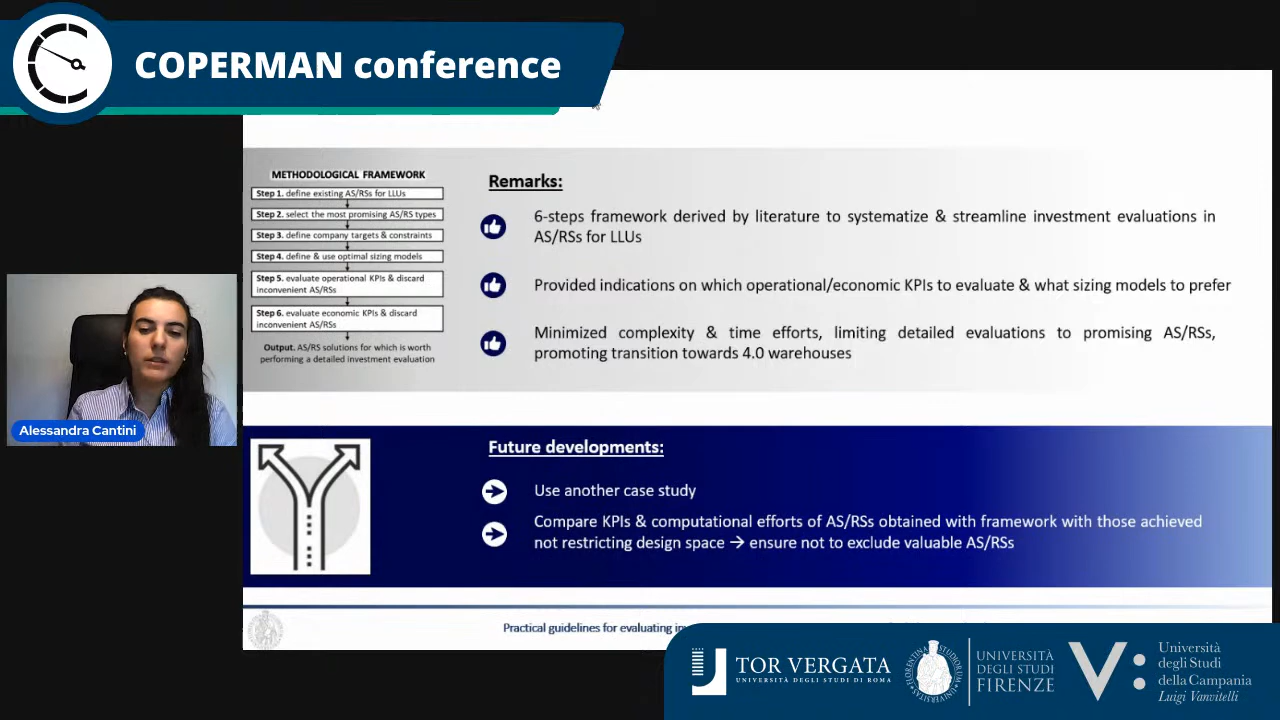 COPERMAN conference
METHODOLOGICAL FRAMEWORK
Step 1. define existing AS/RSs for LLUs
Step 2. select the most promising AS/RS types
Step 3. define company targets & constraints
Step 4. define & use optimal sizing models
Step 5. evaluate operational KPIs & discard
inconvenient AS/RSs
Step 6. evaluate economic KPIs & discard
inconvenient AS/RSs
Output. AS/RS solutions for which is worth
performing a detailed investment evaluation
Remarks:
6-steps framework derived by literature to systematize & streamline investment evaluations in
AS/RSs for LLUs
Provided indications on which operational/economic KPIs to evaluate & what sizing models to prefer
Minimized complexity & time efforts, limiting detailed evaluations to promising AS/RSs,
promoting transition towards 4.0 warehouses
Alessandra Cantini
Future developments:
Use another case study
Compare KPIs & computational efforts of AS/RSs obtained with framework with those achieved
not restricting design space → ensure not to exclude valuable AS/RSs
Practical guidelines for evaluating
TOR VERGATA
UNIVERSITÀ DEGLI STUDI DI ROMA
FLORENTINA STUDIORUM UNIVERSITAS
UNIVERSITÀ
DEGLI STUDI
FIRENZE
V:
Università
degli Studi
della Campania
Luigi Vanvitelli